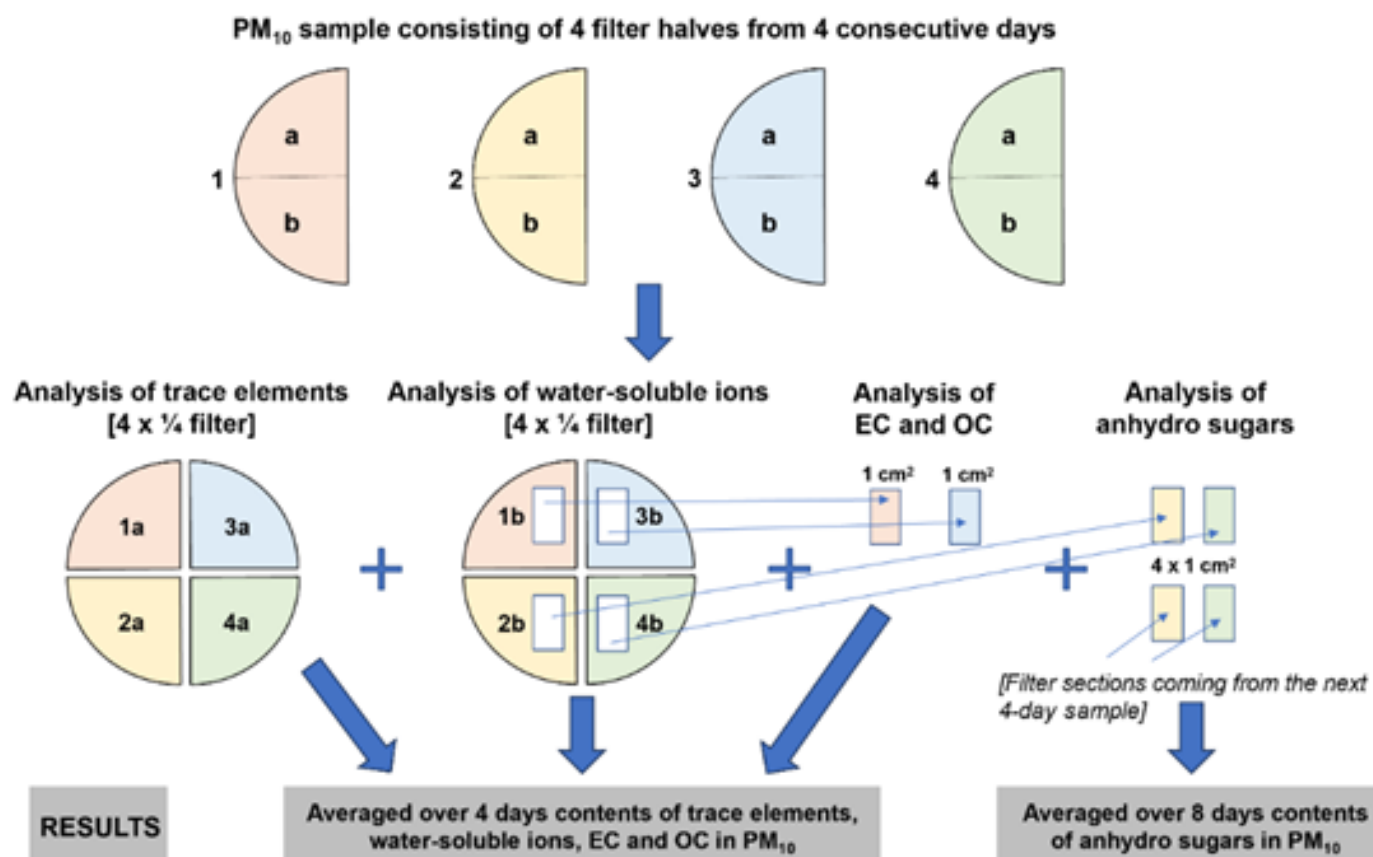 PM₁₀ sample consisting of 4 filter halves from 4 consecutive days
a
a
a
a
1
2
3
4
b
b
b
b
Analysis of trace elements
[4 x ¼ filter]
Analysis of water-soluble ions
[4 x ¼ filter]
Analysis of
EC and OC
Analysis of
anhydro sugars
1 cm²
1 cm²
1a
3a
1b
3b
4 x 1 cm²
2a
4a
2b
4b
[Filter sections coming from the next
4-day sample]
RESULTS
Averaged over 4 days contents of trace elements,
water-soluble ions, EC and OC in PM₁₀
Averaged over 8 days contents
of anhydro sugars in PM₁₀